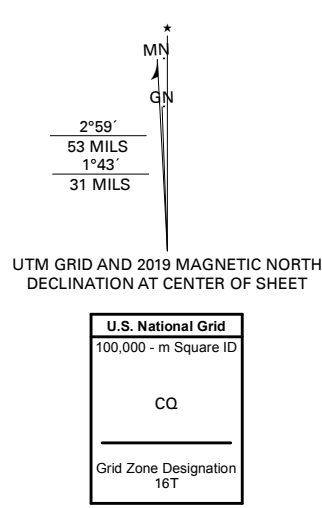 ★
MN
GN
2°59´
53 MILS
1°43´
31 MILS
UTM GRID AND 2019 MAGNETIC NORTH
DECLINATION AT CENTER OF SHEET
U.S. National Grid
100,000 - m Square ID
CQ
Grid Zone Designation
16T